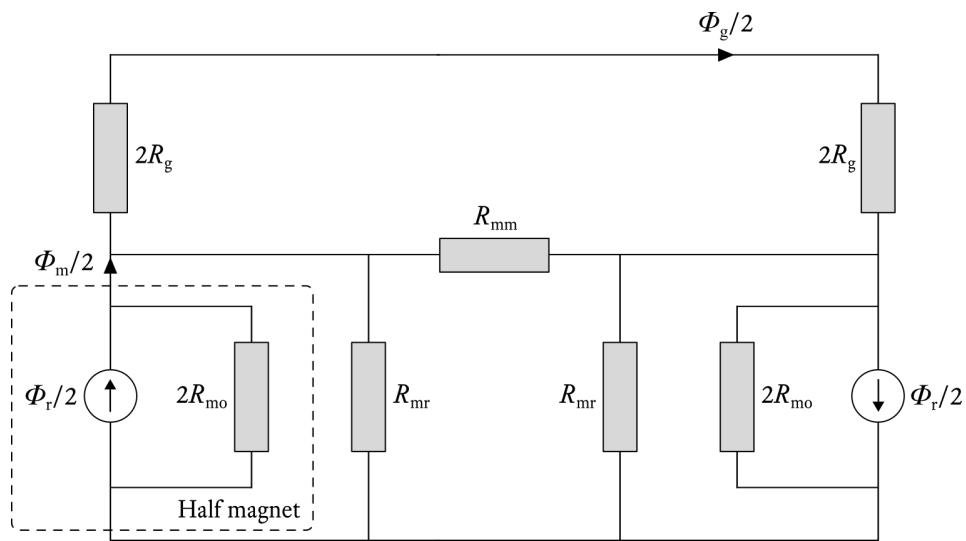 Φg/2
2Rg
2Rg
Rmm
Φm/2
Φr/2
2Rmo
Rmr
Rmr
2Rmo
Φr/2
Half magnet